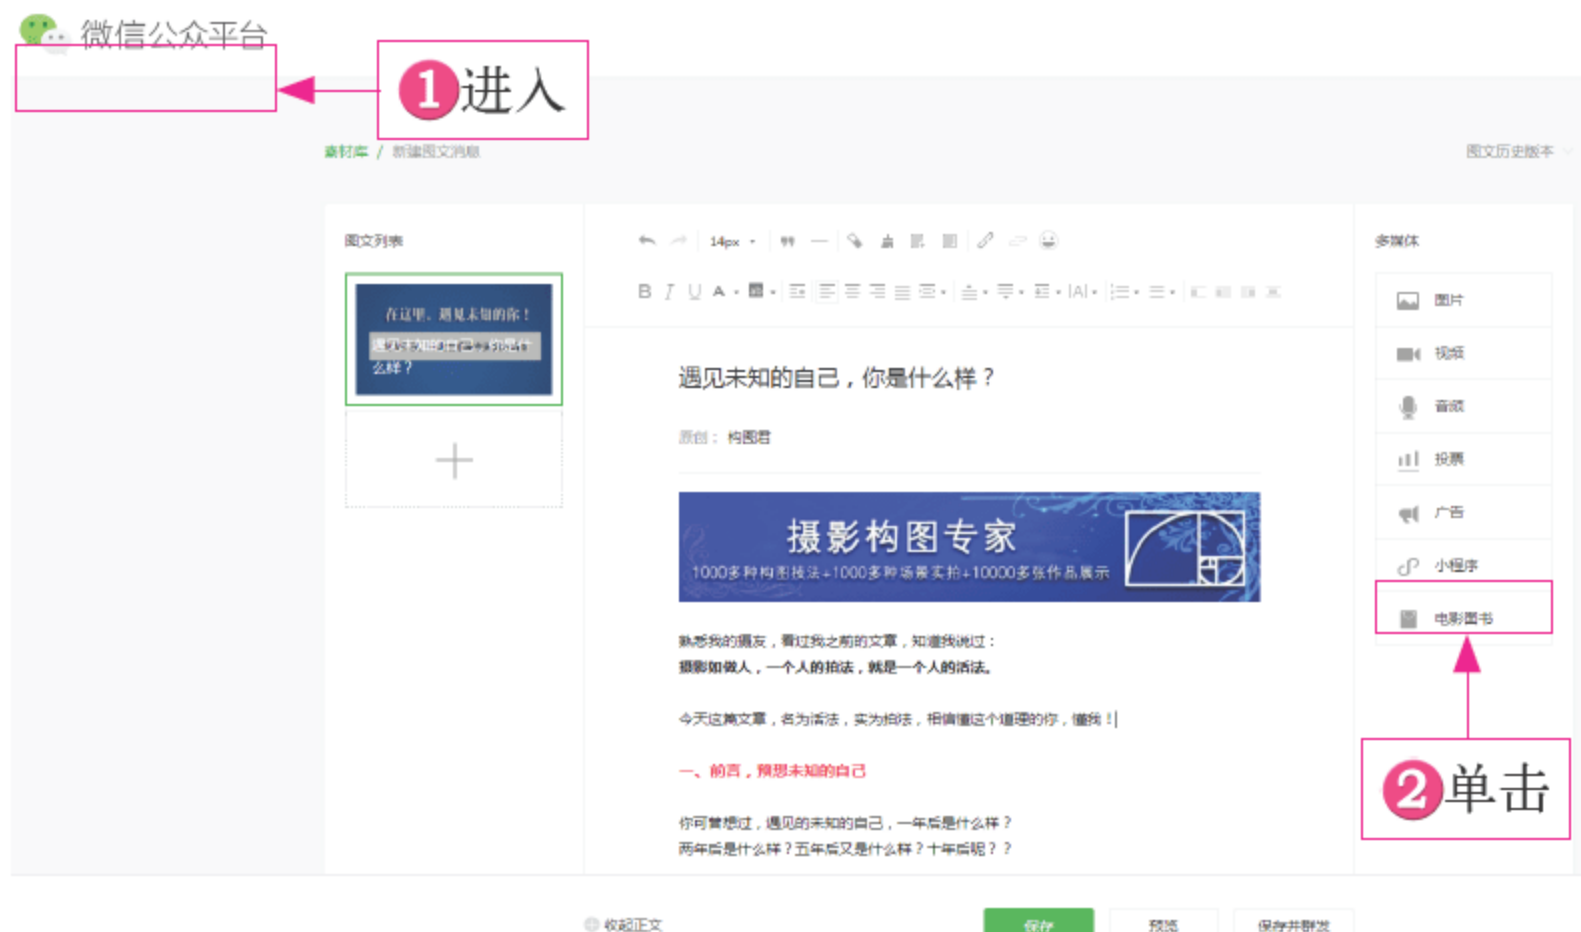 微信公众平台
1进入
素材库 / 新建图文消息
图文历史版本
图文列表
14px
多媒体
B I U A
在这里，遇见未知的你！
遇见未知的自己，你是什
么样？
图片
视频
音频
投票
广告
小程序
电影图书
遇见未知的自己，你是什么样？
原创： 构图君
摄影构图专家
1000多种构图技法+1000多种场景实拍+10000多张作品展示
熟悉我的摄友，看过我之前的文章，知道我说过：
摄影如做人，一个人的拍法，就是一个人的活法。
今天这篇文章，名为活法，实为拍法，相信懂这个道理的你，懂我！
一、前言，预想未知的自己
你可曾想过，遇见的未知的自己，一年后是什么样？
两年后是什么样？五年后又是什么样？十年后呢？？
2单击
收起正文
保存
预览
保存并群发